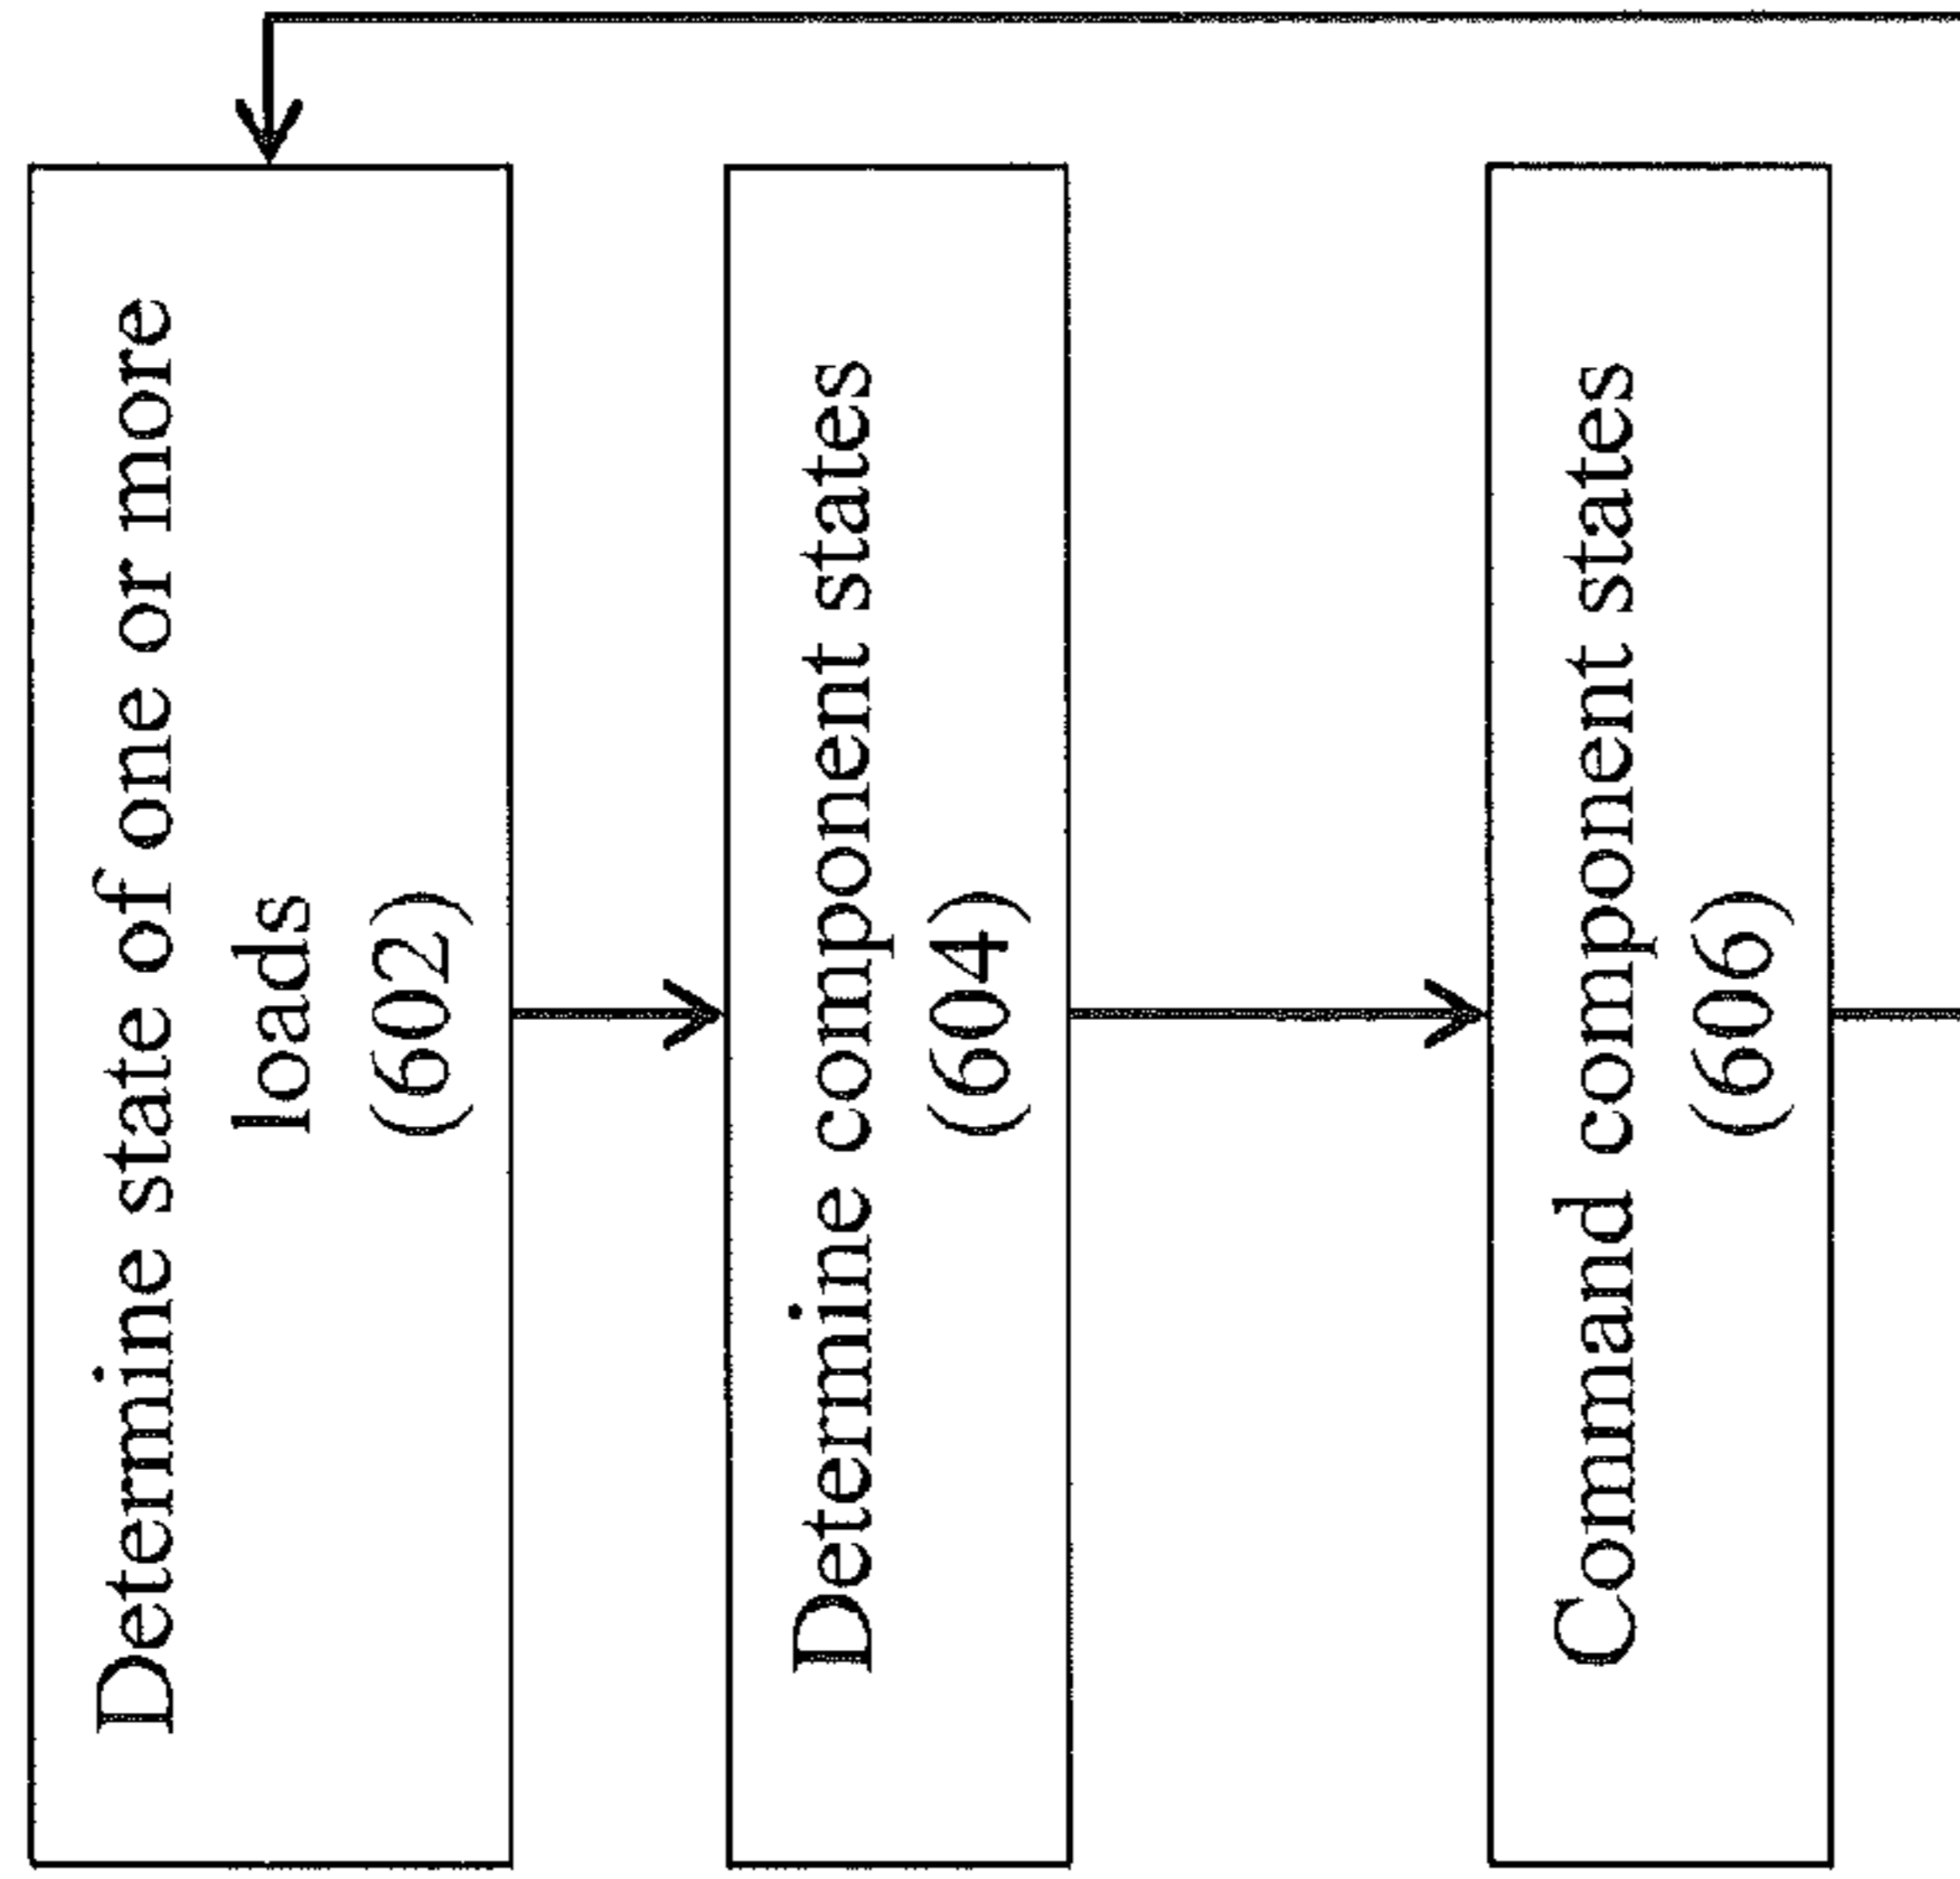 Determine state of one or more
loads
(602)
Determine component states
(604)
Command component states
(606)